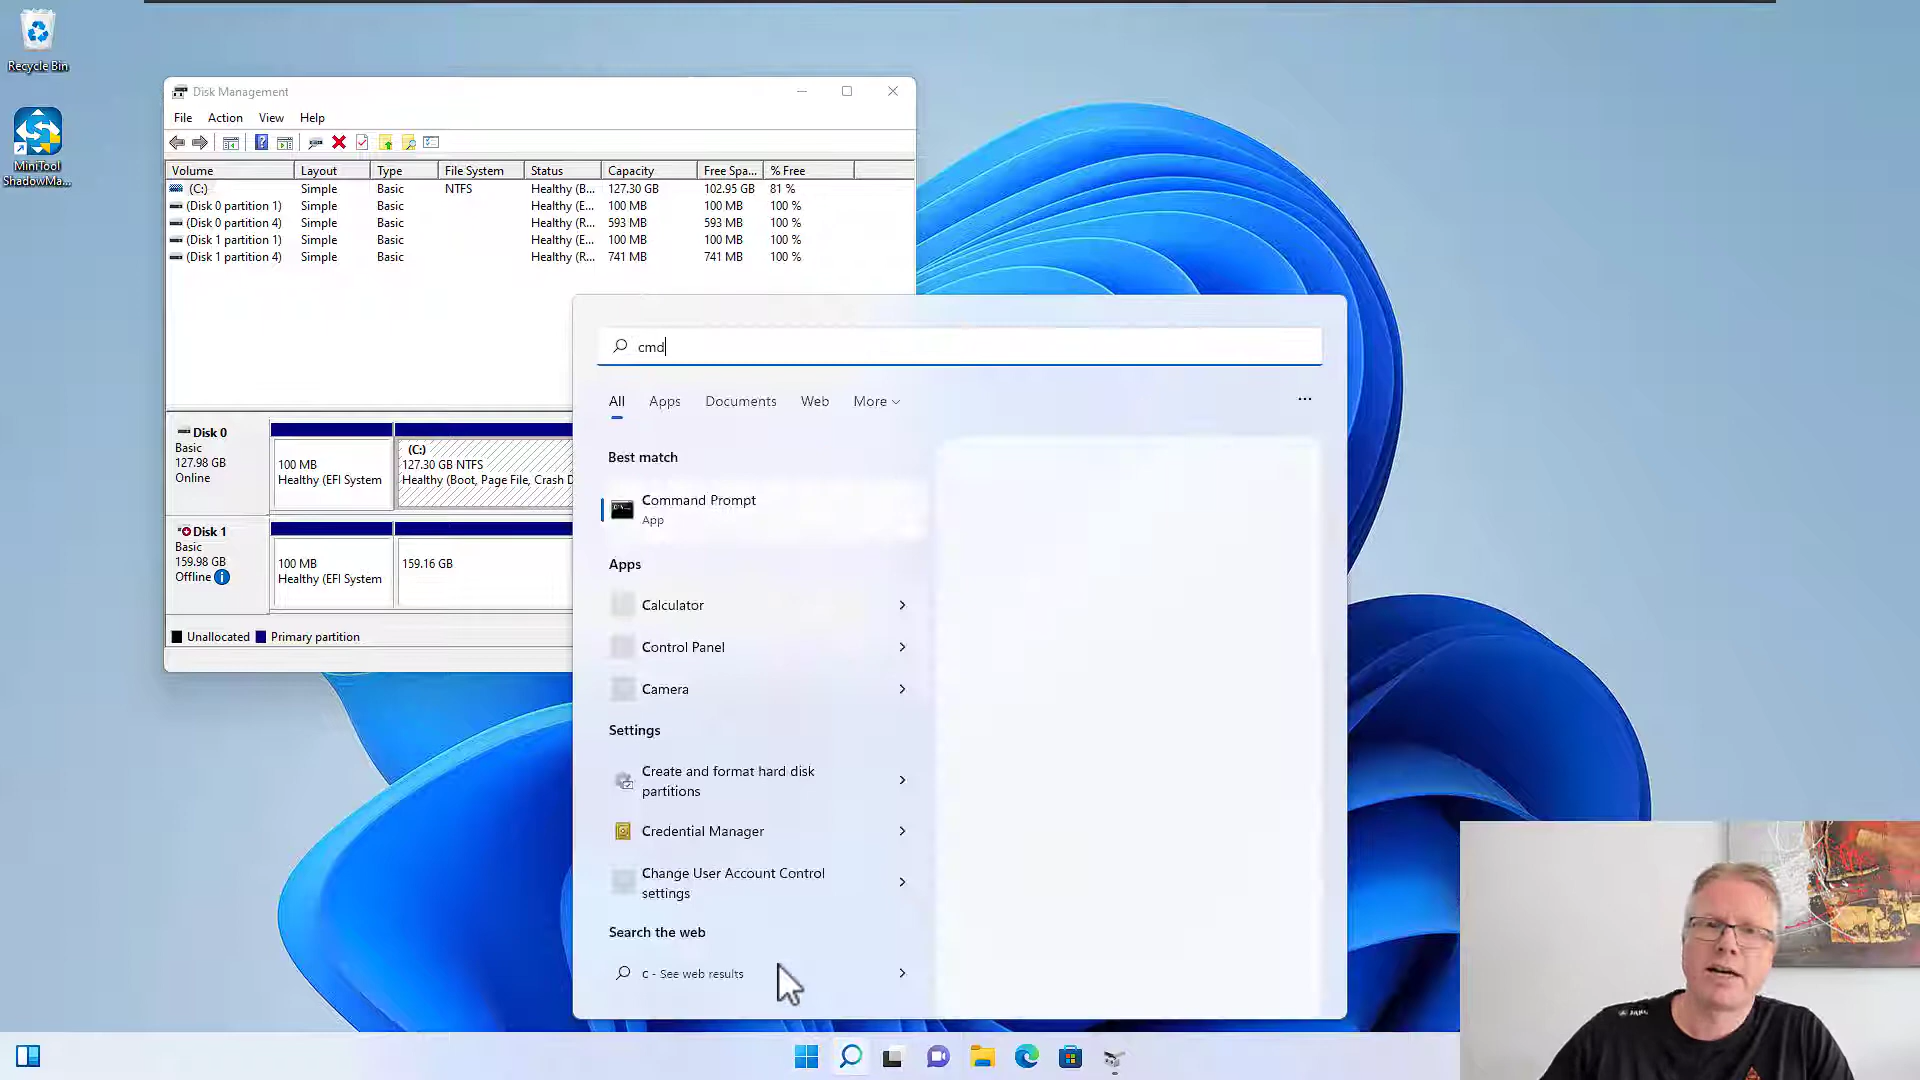 Recycle Bin
MiniTool
ShadowMa...
Disk Management
File Action View Help
Volume Layout Type File System Status Capacity Free Spa... % Free
(C:) Simple Basic NTFS Healthy (B... 127.30 GB 102.95 GB 81 %
(Disk 0 partition 1) Simple Basic Healthy (E... 100 MB 100 MB 100 %
(Disk 0 partition 4) Simple Basic Healthy (R... 593 MB 593 MB 100 %
(Disk 1 partition 1) Simple Basic Healthy (E... 100 MB 100 MB 100 %
(Disk 1 partition 4) Simple Basic Healthy (R... 741 MB 741 MB 100 %
Disk 0
Basic
127.98 GB
Online
100 MB
Healthy (EFI System
(C:)
127.30 GB NTFS
Healthy (Boot, Page File, Crash D
Disk 1
Basic
159.98 GB
Offline
100 MB
Healthy (EFI System
159.16 GB
Unallocated Primary partition
cmd
All Apps Documents Web More
Best match
Command Prompt
App
Apps
Calculator
Control Panel
Camera
Settings
Create and format hard disk
partitions
Credential Manager
Change User Account Control
settings
Search the web
c - See web results